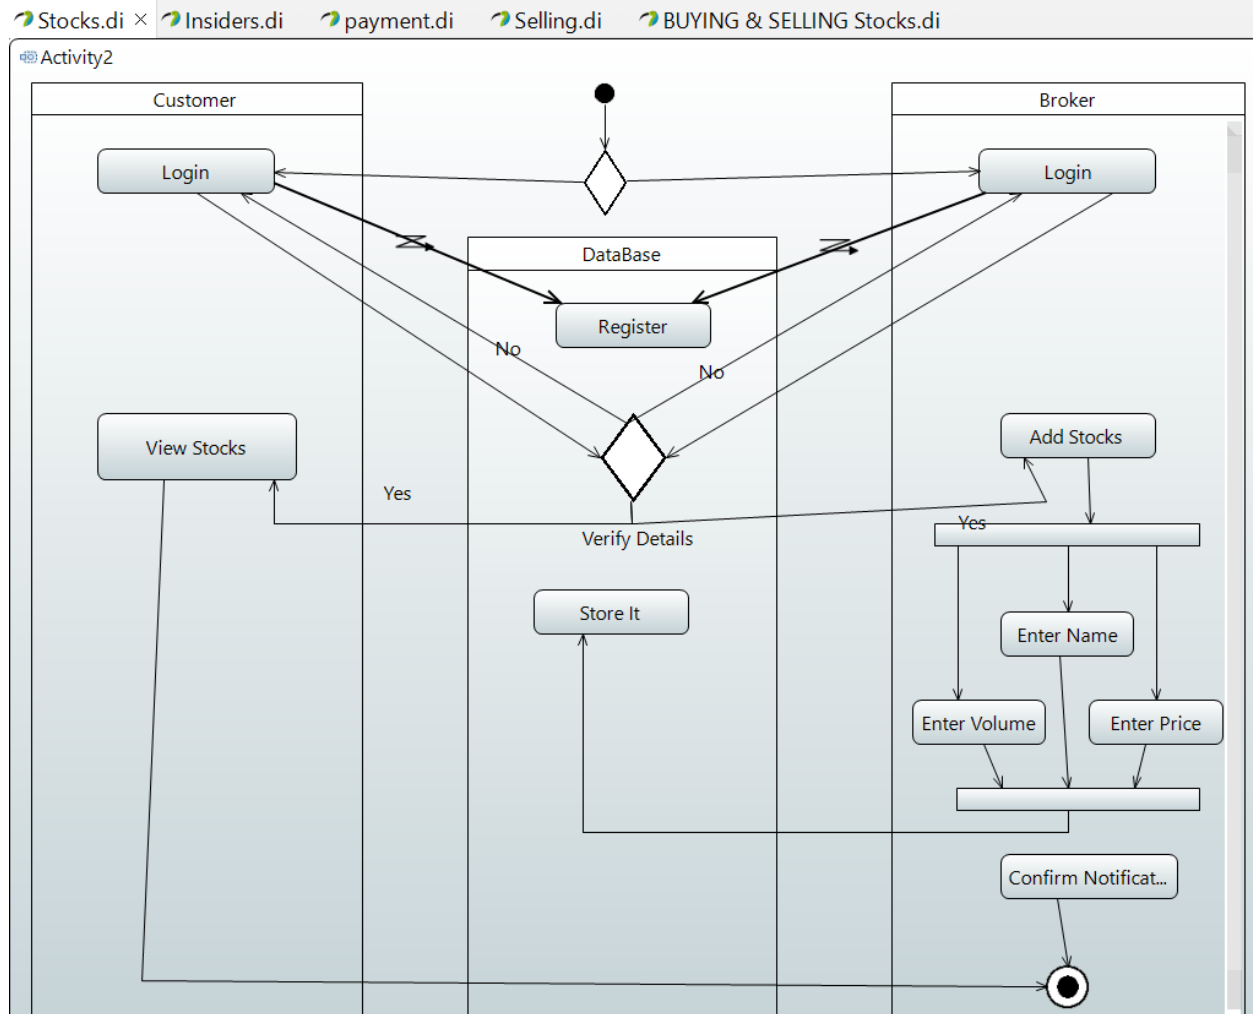 Stocks.di
Insiders.di
payment.di
Selling.di
BUYING & SELLING Stocks.di
Activity2
Customer
Broker
Login
Login
DataBase
Register
No
No
View Stocks
Add Stocks
Yes
Yes
Verify Details
Store It
Enter Name
Enter Volume
Enter Price
Confirm Notificat...